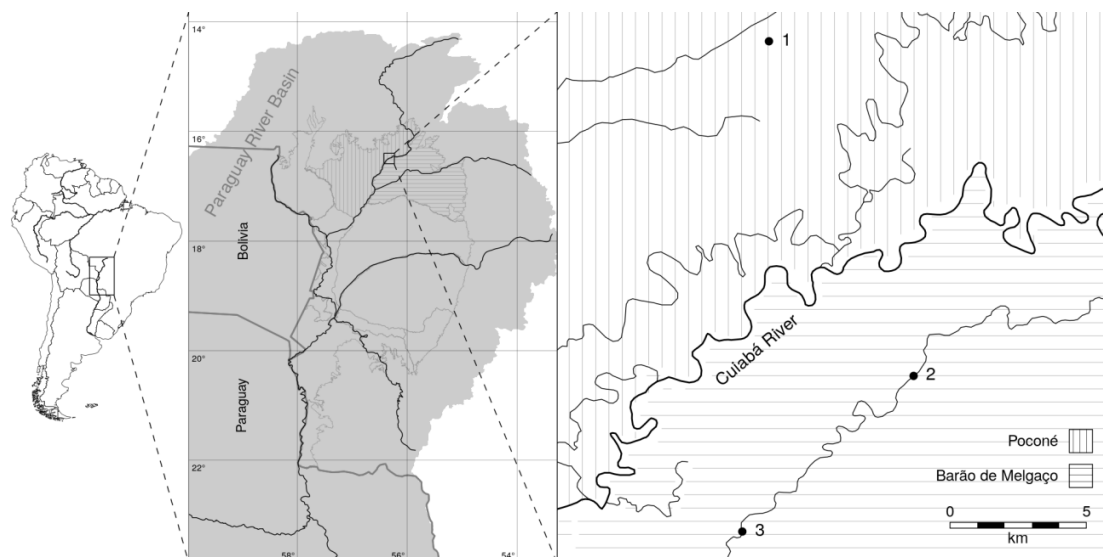 14°
16°
18°
20°
22°
58°
56°
54°
Paraguay River Basin
Bolivia
Paraguay
1
2
3
Cuiabá River
Poconé
Barão de Melgaço
0 5
km